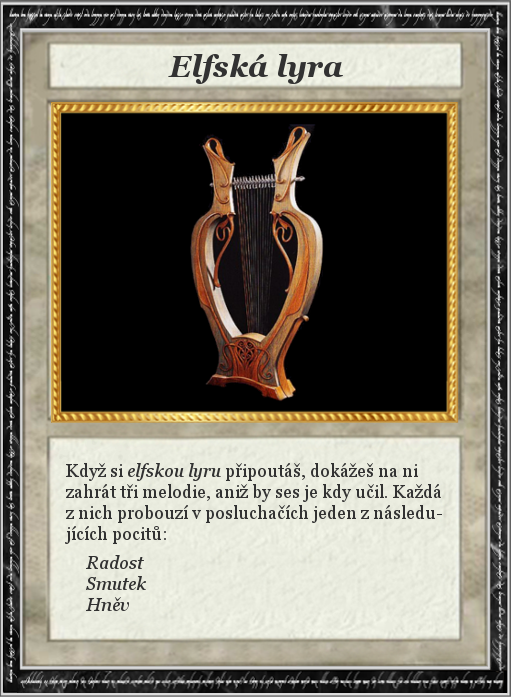 Elfská lyra
Když si elfskou lyru připoutáš, dokážeš na ni
zahrát tři melodie, aniž by ses je kdy učil. Každá
z nich probouzí v posluchačích jeden z následu-
jících pocitů:
Radost
Smutek
Hněv